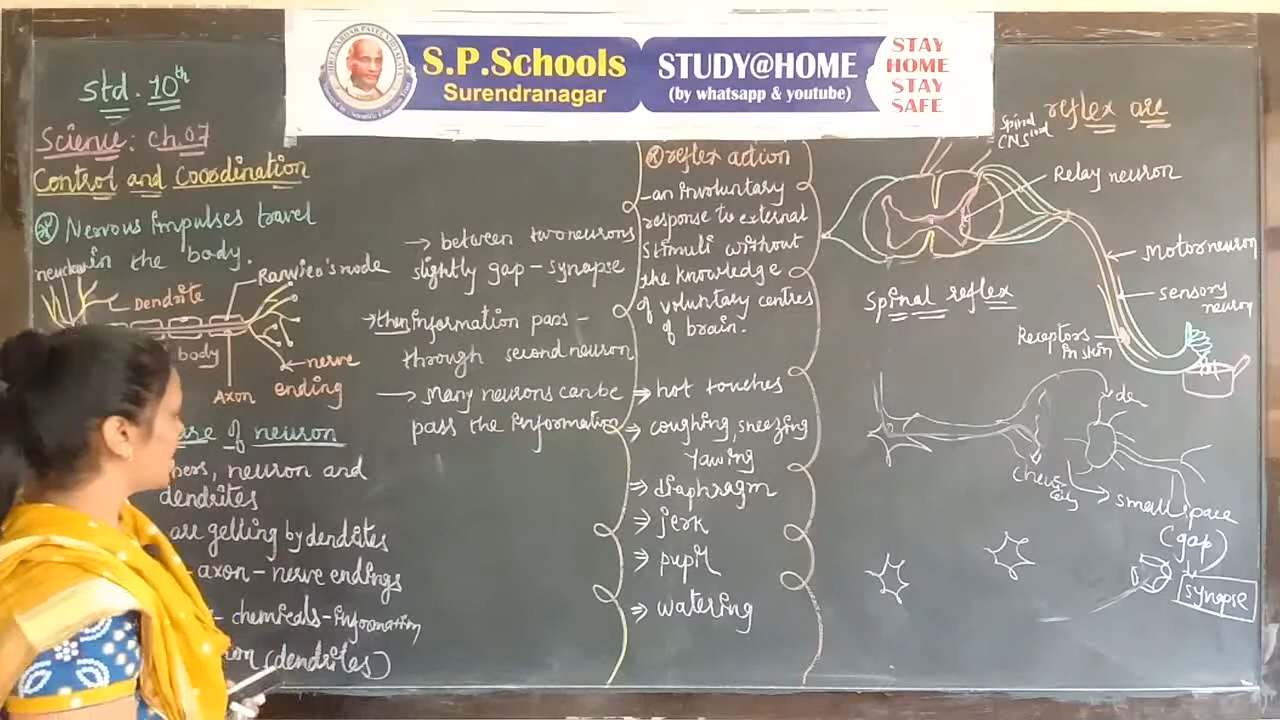 S.P.Schools
Surendranagar
STUDY@HOME
(by whatsapp & youtube)
STAY
HOME
STAY
SAFE
Std. 10th
Science: Ch.07
Control and Coordination
Nervous impulses travel
in the body.
Dendrite
Ranvier's node
body
Axon
nerve
ending
of neuron
neuron and
dendrites
are getting by dendrites
- axon - nerve endings
- chemicals - information
(dendrites)
→ between two neurons
slightly gap - synapse
→ then information pass -
through second neuron
→ Many neurons can be
pass the information
reflex action
- an involuntary
response to external
stimuli without
the knowledge
of voluntary centres
of brain.
⇒ hot touches
⇒ coughing, sneezing
yawing
⇒ diaphragm
⇒ jerk
⇒ pupil
⇒ watering
reflex arc
Spinal
CNS cord
Relay neuron
Motor neuron
Sensory
neuron
Receptors
in skin
Spinal reflex
de
small space
(gap)
synapse